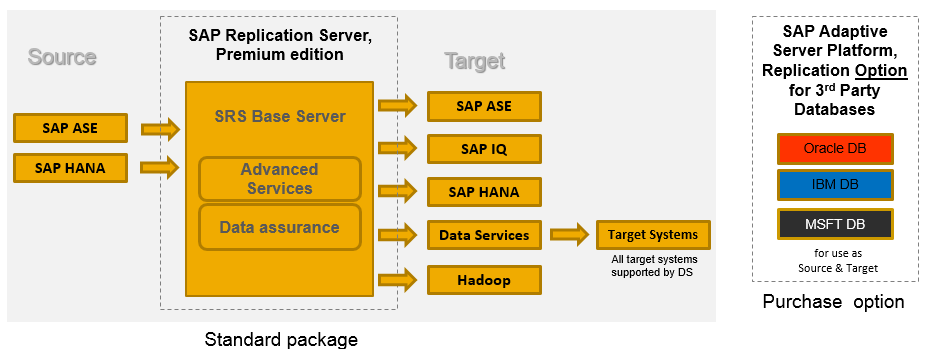 Source
SAP Replication Server,
Premium edition
Target
SAP ASE
SAP HANA
SRS Base Server
Advanced
Services
Data assurance
SAP ASE
SAP IQ
SAP HANA
Data Services
Hadoop
Target Systems
All target systems
supported by DS
Standard package
SAP Adaptive
Server Platform,
Replication Option
for 3rd Party
Databases
Oracle DB
IBM DB
MSFT DB
for use as
Source & Target
Purchase option